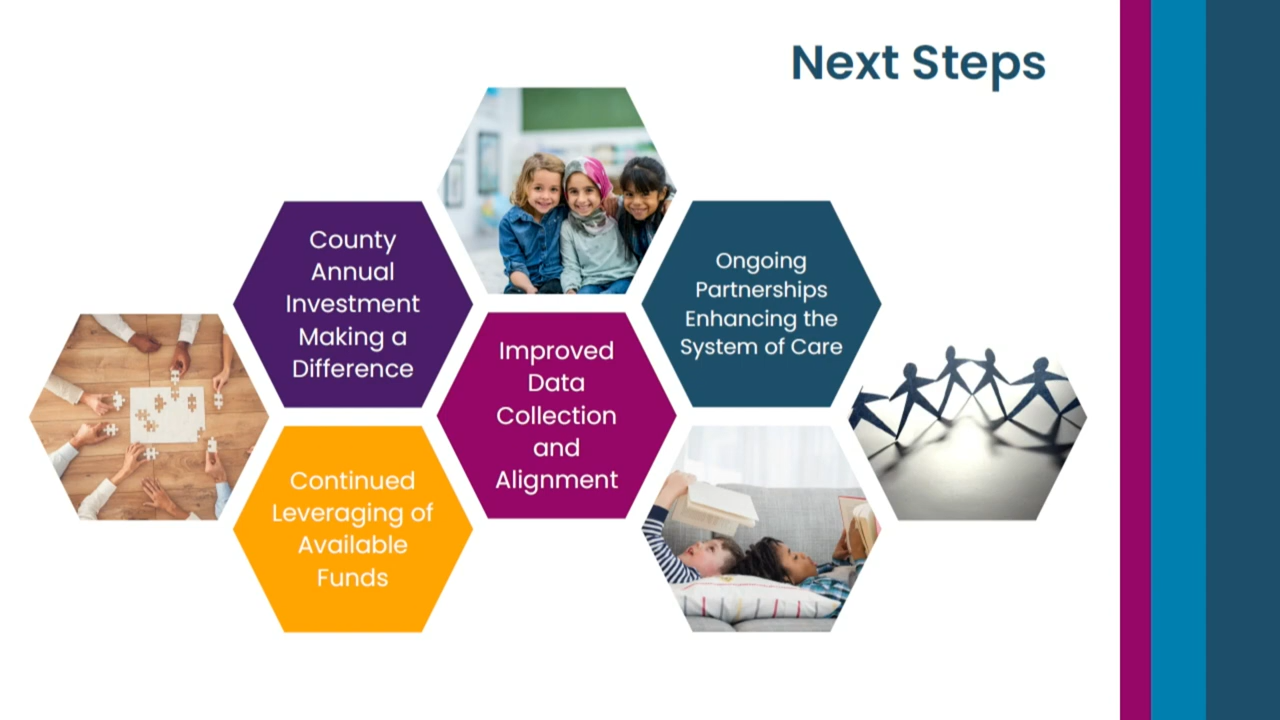 Next Steps
County
Annual
Investment
Making a
Difference
Ongoing
Partnerships
Enhancing the
System of Care
Improved
Data
Collection
and
Alignment
Continued
Leveraging of
Available
Funds